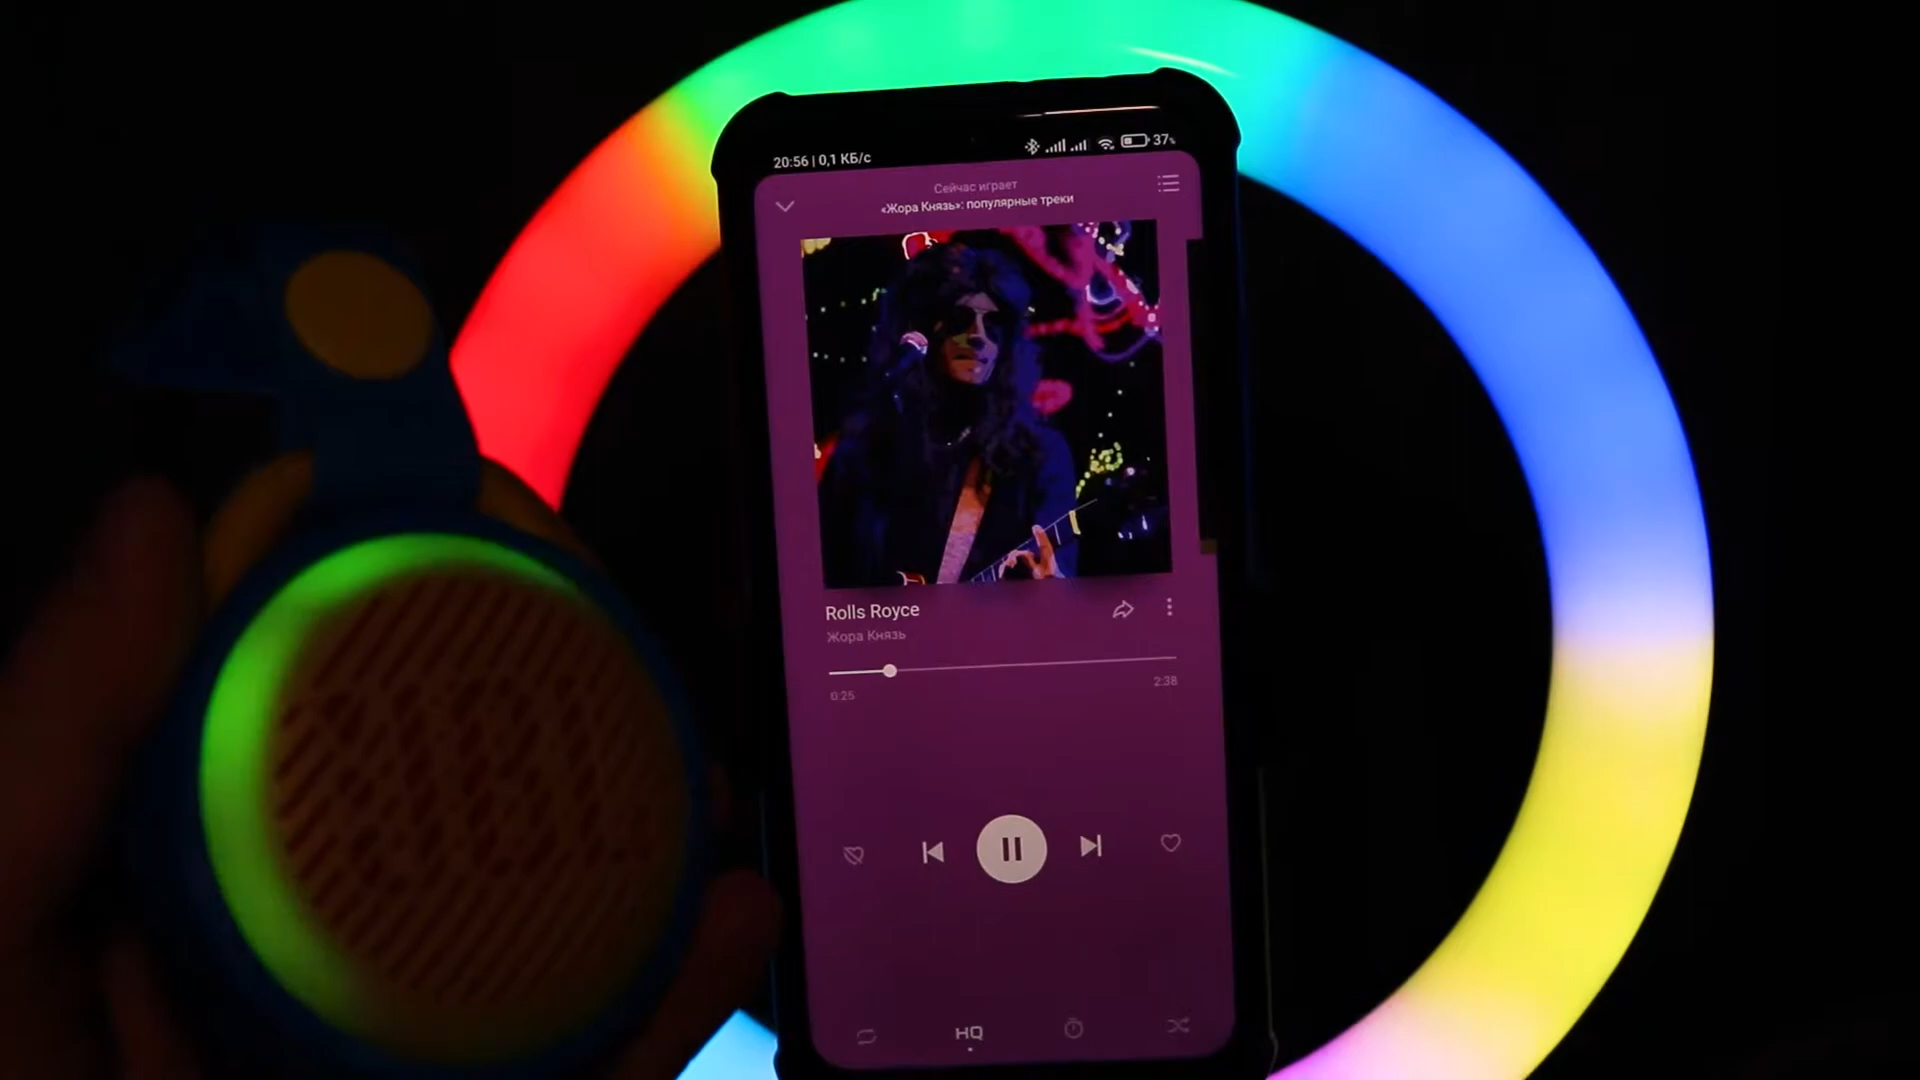 20:56 | 0,1 КБ/с
37%
Сейчас играет
«Жора Князь»: популярные треки
Rolls Royce
Жора Князь
0:25
2:38
HQ